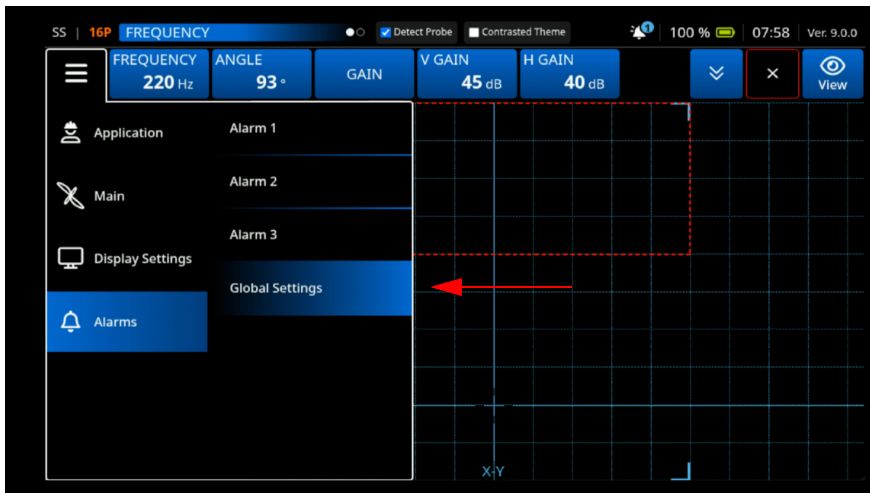 SS | 16P FREQUENCY Detect Probe Contrasted Theme 1 100 % 07:58 Ver. 9.0.0
FREQUENCY ANGLE V GAIN H GAIN
220 Hz 93 ° GAIN 45 dB 40 dB View
Application
Main
Display Settings
Alarms
Alarm 1
Alarm 2
Alarm 3
Global Settings
X-Y